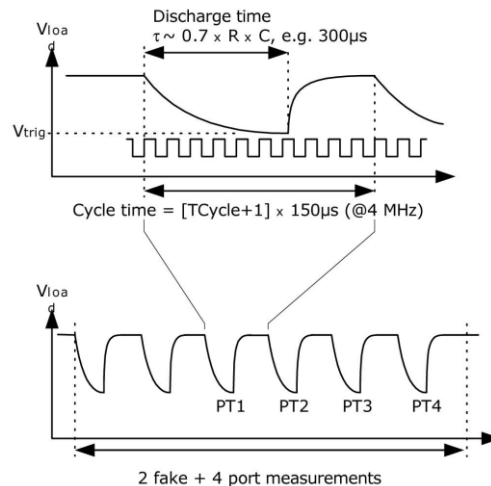 Discharge time
τ~ 0.7 x R x C, e.g. 300µs
Vloa
d
Vtrig
Cycle time = [TCycle+1] x 150µs (@4 MHz)
Vloa
d
PT1 PT2 PT3 PT4
2 fake + 4 port measurements